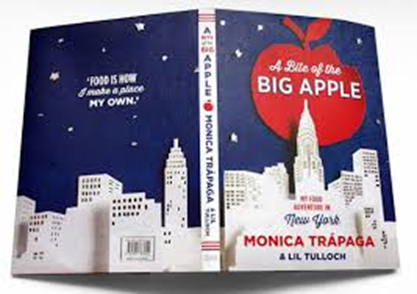 'FOOD IS HOW
I make a place
MY OWN.'
A BITE of the BIG APPLE MONICA TRÁPAGA & LIL TULLOCH
A Bite of the
BIG APPLE
MY FOOD
ADVENTURE IN
New York
MONICA TRÁPAGA
& LIL TULLOCH